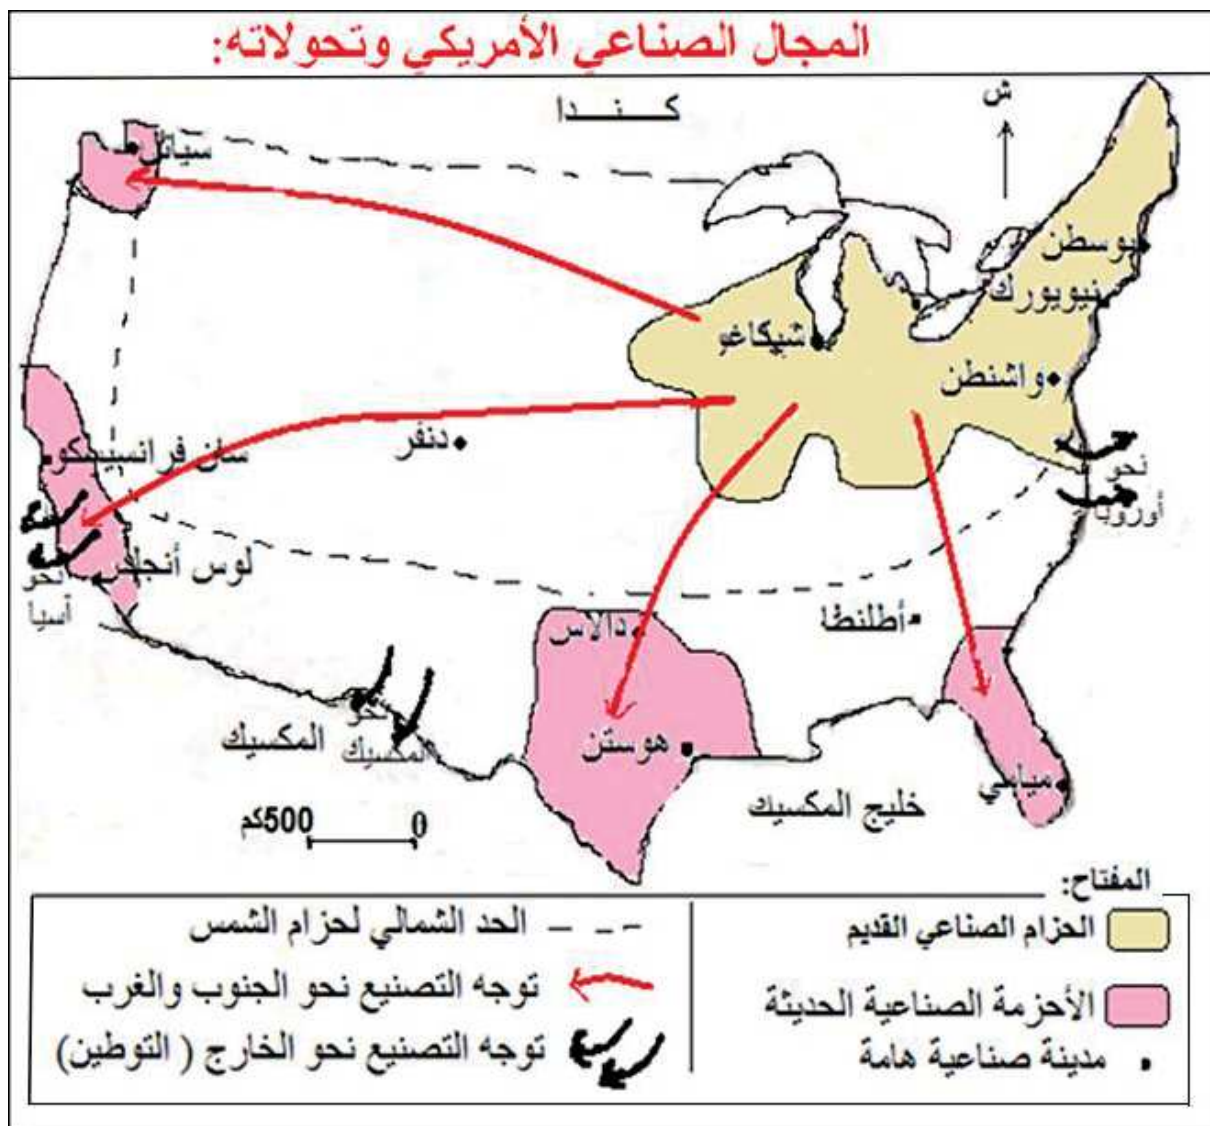 المجال الصناعي الأمريكي وتحولاته:
كـنـدا
ش
سياتل
بوسطن
نيويورك
شيكاغو
واشنطن
دنفر
سان فرانسيسكو
نحو
أوروبا
لوس أنجلس
نحو
أسيا
أطلنطا
دالاس
نحو
المكسيك
المكسيك
هوستن
ميامي
خليج المكسيك
500كم
0
المفتاح:
الحزام الصناعي القديم
الأحزمة الصناعية الحديثة
مدينة صناعية هامة
الحد الشمالي لحزام الشمس
توجه التصنيع نحو الجنوب والغرب
توجه التصنيع نحو الخارج ( التوطين)